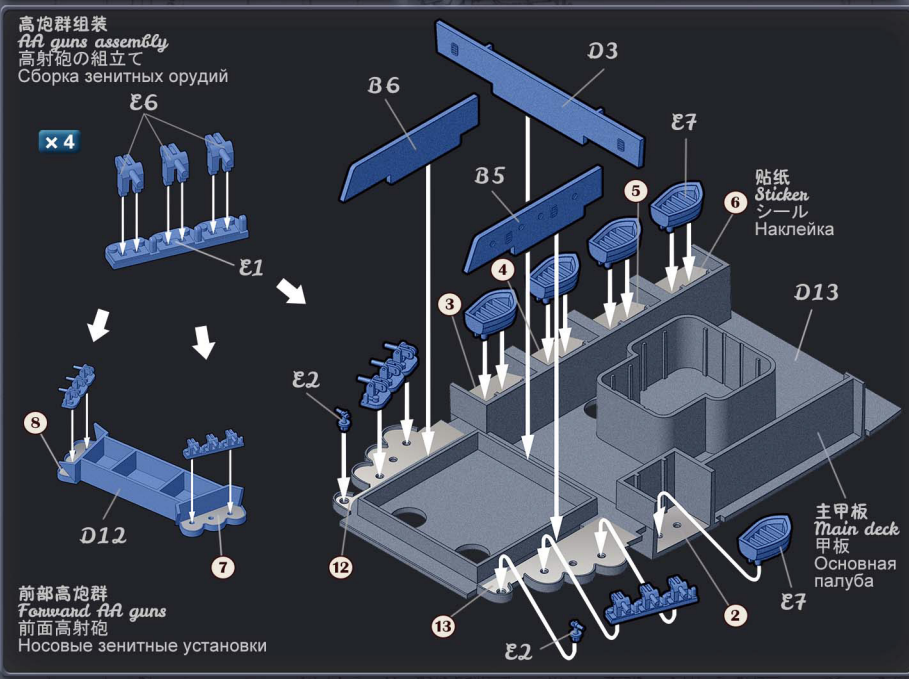 高炮群组装
AA guns assembly
高射砲の組立て
Сборка зенитных орудий
E6
× 4
E1
B6
D3
B5
E7
5
6
贴纸
Sticker
シール
Наклейка
4
3
D13
E2
8
D12
7
12
13
E2
2
E7
主甲板
Main deck
甲板
Основная
палуба
前部高炮群
Forward AA guns
前面高射砲
Носовые зенитные установки